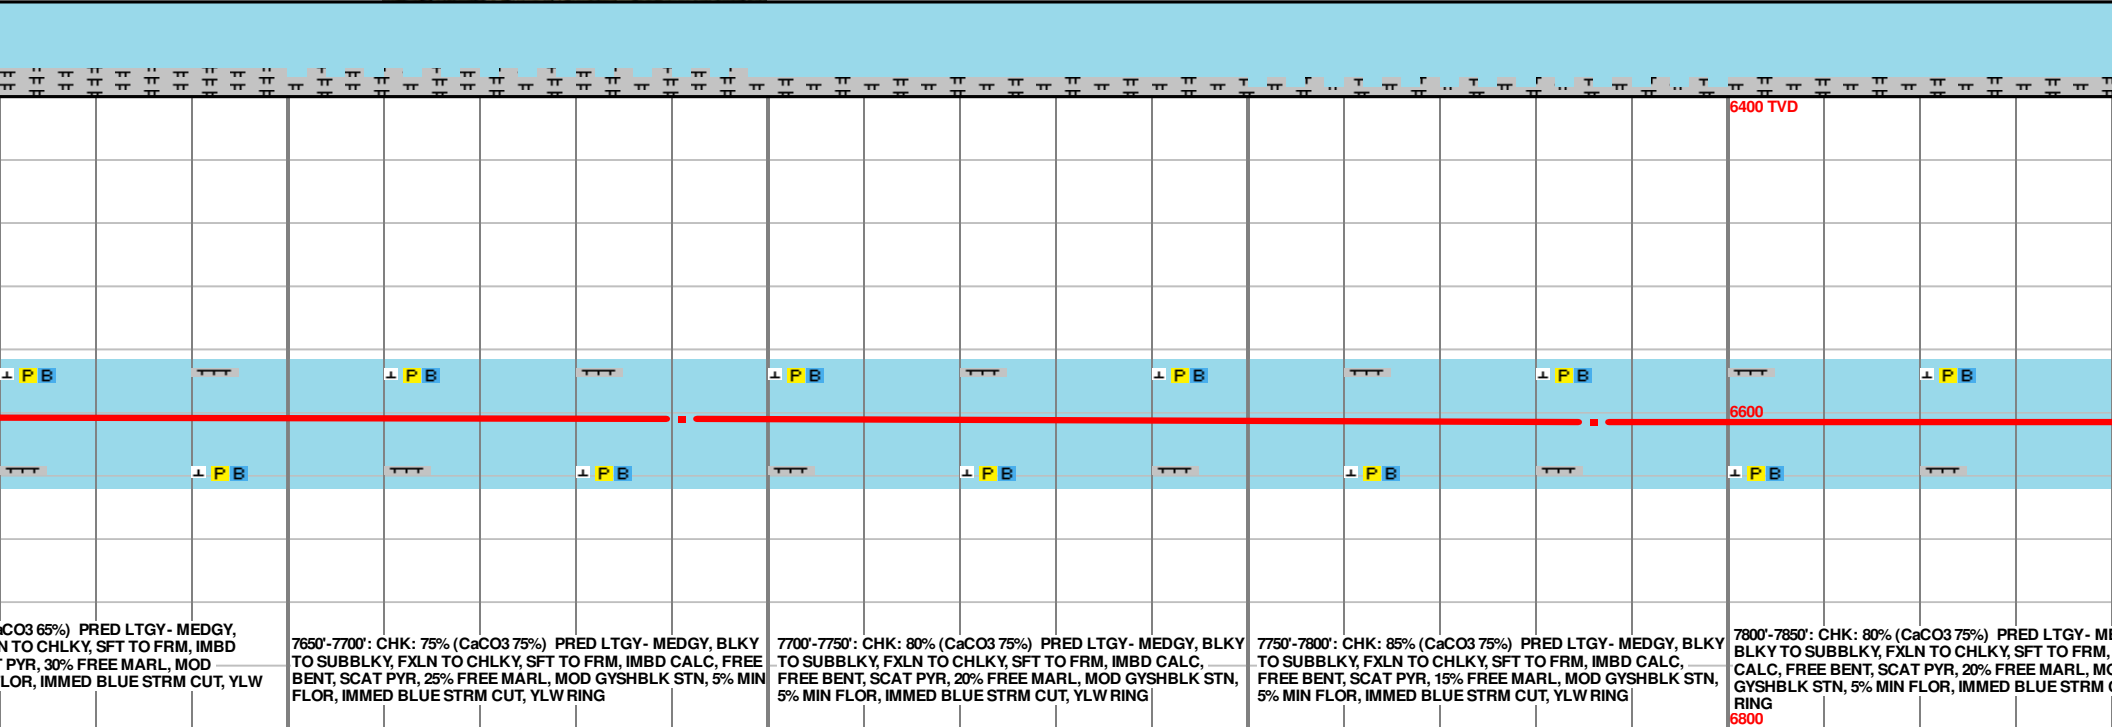 6400 TVD
P B
P B
P B
P B
P B
P B
6600
P B
P B
P B
P B
P B
CO3 65%) PRED LTGY- MEDGY,
N TO CHLKY, SFT TO FRM, IMBD
PYR, 30% FREE MARL, MOD
LOR, IMMED BLUE STRM CUT, YLW
7650'-7700': CHK: 75% (CaCO3 75%) PRED LTGY- MEDGY, BLKY
TO SUBBLKY, FXLN TO CHLKY, SFT TO FRM, IMBD CALC, FREE
BENT, SCAT PYR, 25% FREE MARL, MOD GYSHBLK STN, 5% MIN
FLOR, IMMED BLUE STRM CUT, YLW RING
7700'-7750': CHK: 80% (CaCO3 75%) PRED LTGY- MEDGY, BLKY
TO SUBBLKY, FXLN TO CHLKY, SFT TO FRM, IMBD CALC,
FREE BENT, SCAT PYR, 20% FREE MARL, MOD GYSHBLK STN,
5% MIN FLOR, IMMED BLUE STRM CUT, YLW RING
7750'-7800': CHK: 85% (CaCO3 75%) PRED LTGY- MEDGY, BLKY
TO SUBBLKY, FXLN TO CHLKY, SFT TO FRM, IMBD CALC,
FREE BENT, SCAT PYR, 15% FREE MARL, MOD GYSHBLK STN,
5% MIN FLOR, IMMED BLUE STRM CUT, YLW RING
7800'-7850': CHK: 80% (CaCO3 75%) PRED LTGY- ME
BLKY TO SUBBLKY, FXLN TO CHLKY, SFT TO FRM,
CALC, FREE BENT, SCAT PYR, 20% FREE MARL, MO
GYSHBLK STN, 5% MIN FLOR, IMMED BLUE STRM
RING
6800